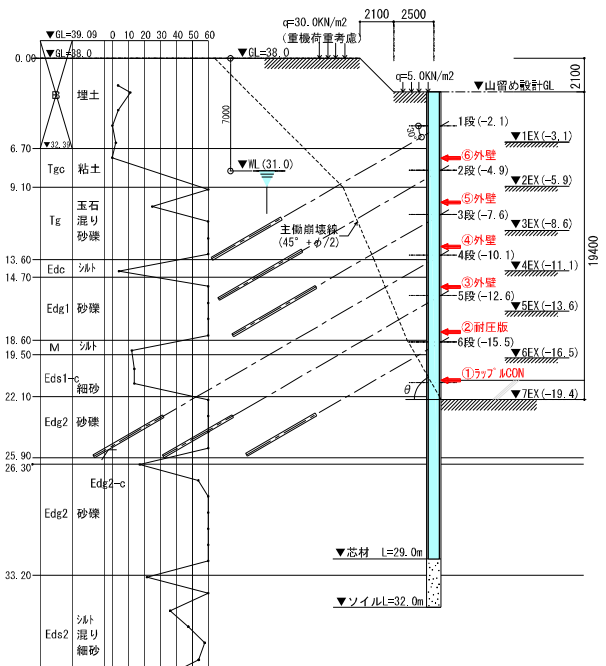 q=30.0KN/m2
(重機荷重考慮)
2100
2500
▼GL=39.09
▼GL=38.0
0
10
20
30
40
50
60
▼GL=38.0
0.00
q=5.0KN/m2
2100
▼山留め設計GL
B
埋土
7000
30°
1段(-2.1)
▼1EX(-3.1)
▼32.39
6.70
⑥外壁
Tgc
粘土
▼WL(31.0)
2段(-4.9)
▼2EX(-5.9)
9.10
⑤外壁
Tg
玉石
混り
砂礫
主働崩壊線
(45°+φ/2)
3段(-7.6)
▼3EX(-8.6)
④外壁
19400
13.60
4段(-10.1)
Edc
シルト
▼4EX(-11.1)
14.70
③外壁
5段(-12.6)
Edg1
砂礫
▼5EX(-13.6)
②耐圧版
18.60
6段(-15.5)
M
シルト
19.50
▼6EX(-16.5)
Eds1-c
細砂
①ラップルCON
θ
22.10
▼7EX(-19.4)
Edg2
砂礫
25.90
26.30
Edg2-c
Edg2
砂礫
▼芯材 L=29.0m
33.20
▼ソイルL=32.0m
Eds2
シルト
混り
細砂